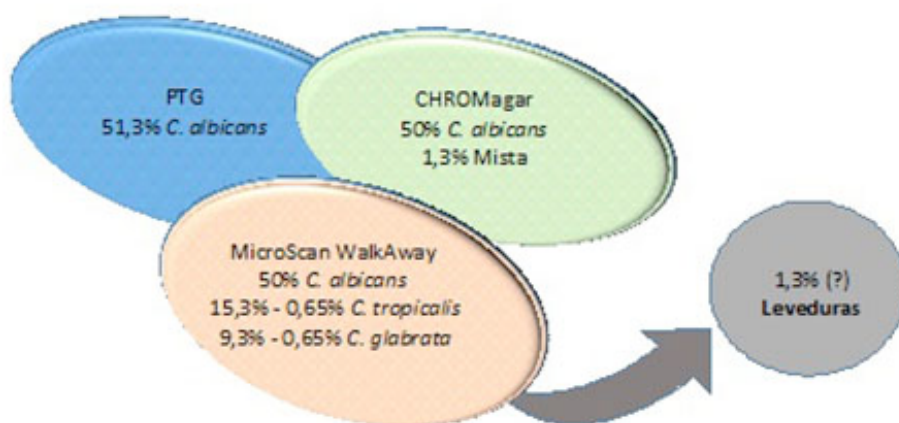 PTG
51,3% C. albicans
CHROMagar
50% C. albicans
1,3% Mista
MicroScan WalkAway
50% C. albicans
15,3% - 0,65% C. tropicalis
9,3% - 0,65% C. glabrata
1,3% (?)
Leveduras